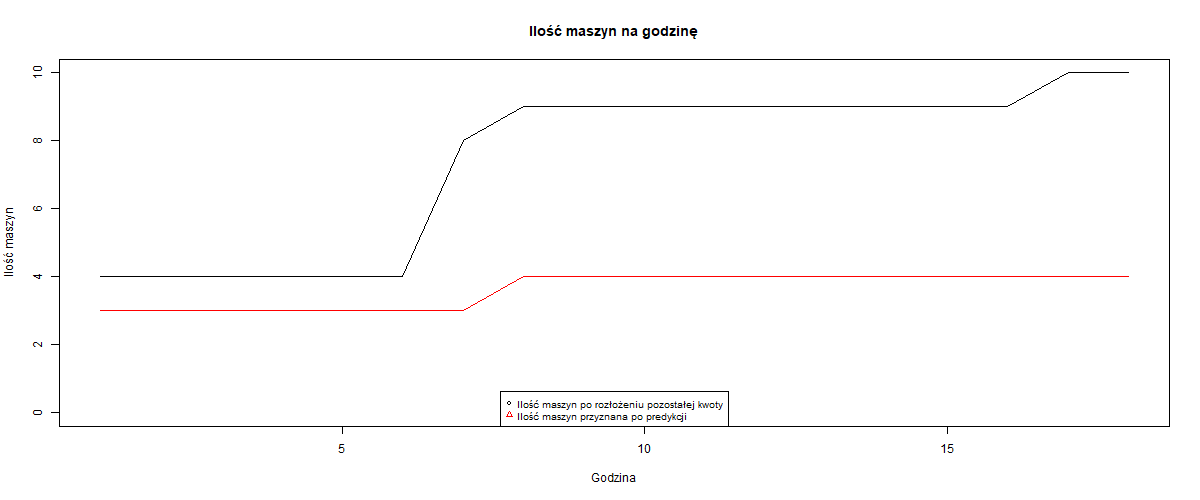 Ilość maszyn na godzinę
Ilość maszyn
10
8
6
4
2
0
Ilość maszyn po rozłożeniu pozostałej kwoty
Ilość maszyn przyznana po predykcji
5
10
15
Godzina